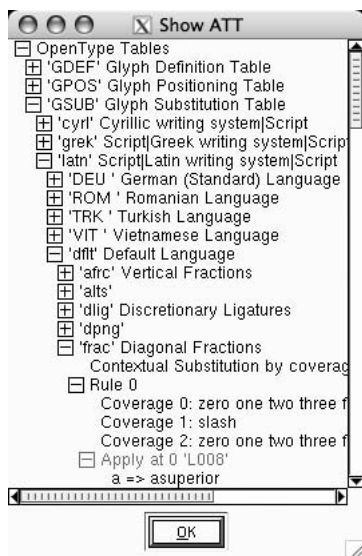 Show ATT
OpenType Tables
'GDEF' Glyph Definition Table
'GPOS' Glyph Positioning Table
'GSUB' Glyph Substitution Table
'cyrl' Cyrillic writing system|Script
'grek' Script|Greek writing system|Scrip
'latn' Script|Latin writing system|Script
'DEU ' German (Standard) Language
'ROM ' Romanian Language
'TRK ' Turkish Language
'VIT ' Vietnamese Language
'dflt' Default Language
'afrc' Vertical Fractions
'alts'
'dlig' Discretionary Ligatures
'dpng'
'frac' Diagonal Fractions
Contextual Substitution by coverag
Rule 0
Coverage 0: zero one two three f
Coverage 1: slash
Coverage 2: zero one two three f
Apply at 0 'L008'
a => asuperior
OK